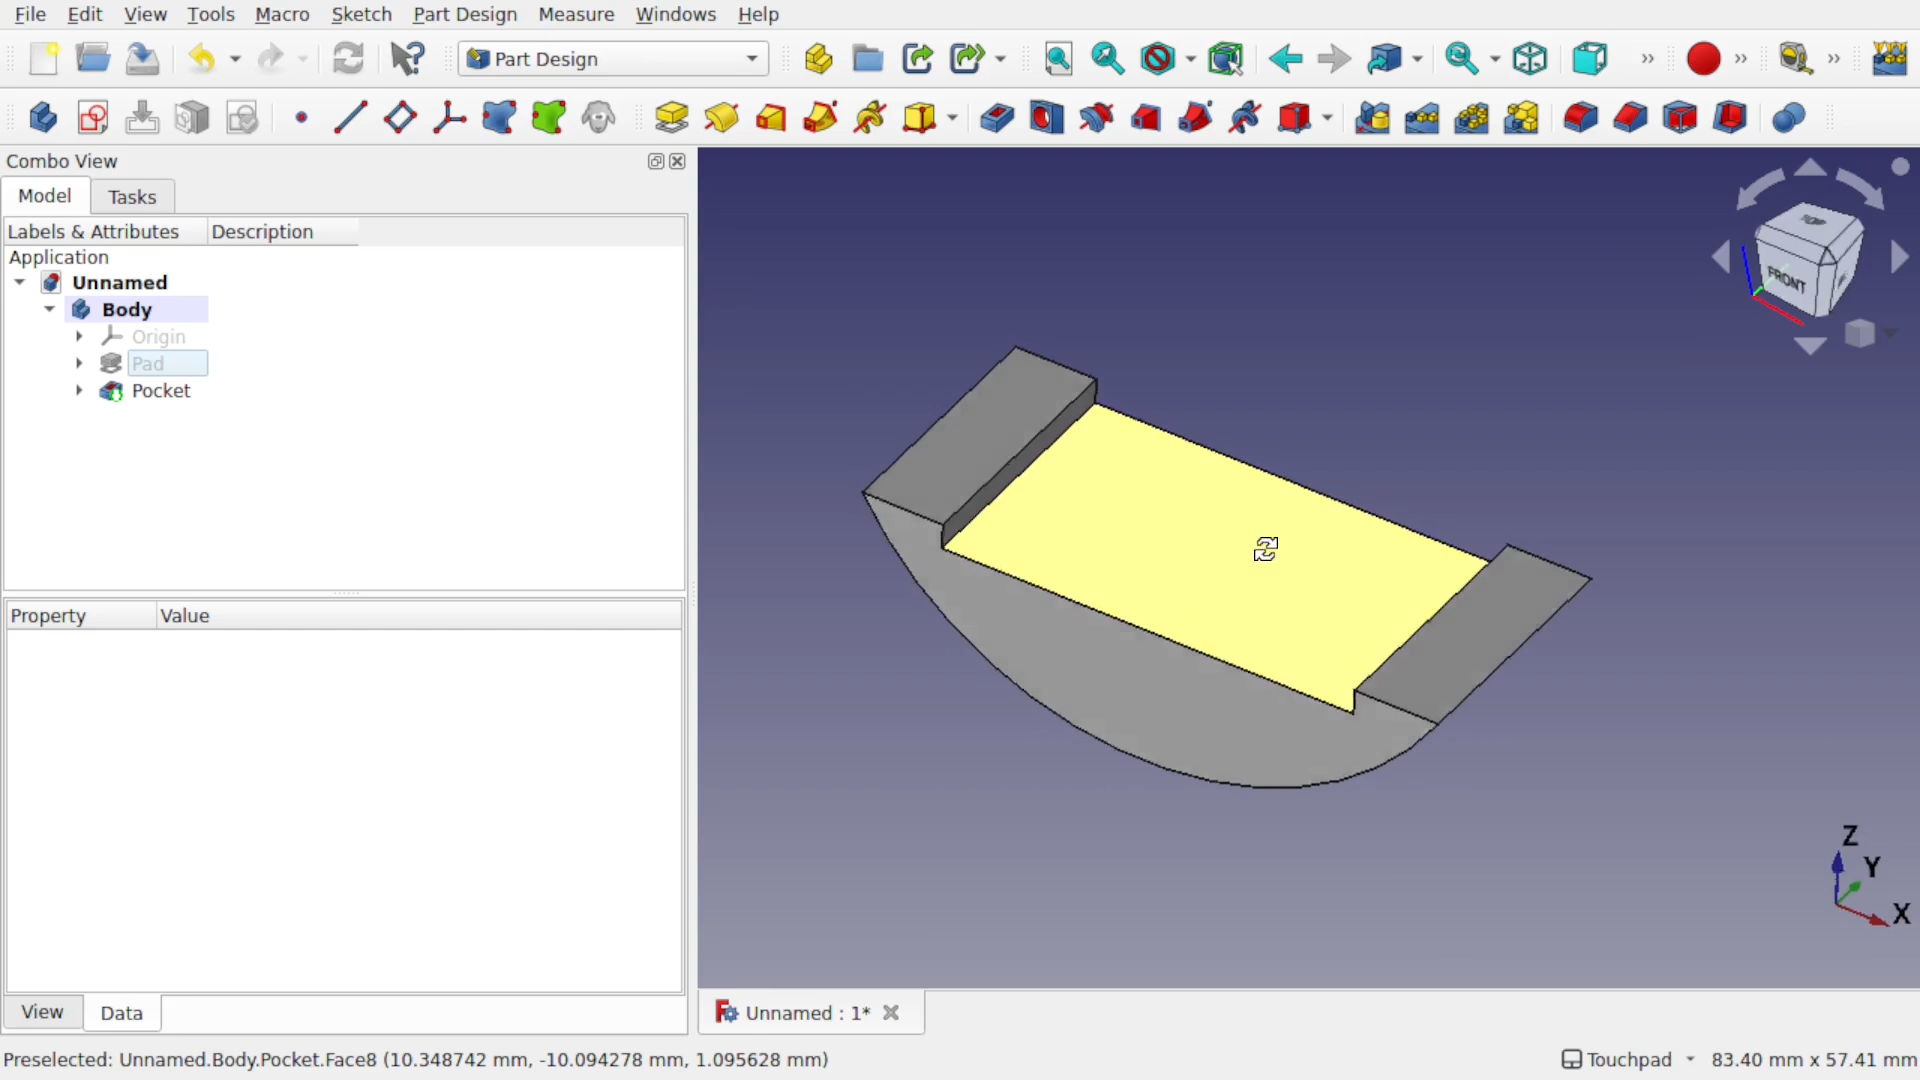 File Edit View Tools Macro Sketch Part Design Measure Windows Help
Part Design
Combo View
Model Tasks
Labels & Attributes Description
Application
Unnamed
Body
Origin
Pad
Pocket
Property Value
View Data
TOP
FRONT
Z
Y
X
Unnamed : 1*
Preselected: Unnamed.Body.Pocket.Face8 (10.348742 mm, -10.094278 mm, 1.095628 mm) Touchpad 83.40 mm x 57.41 mm